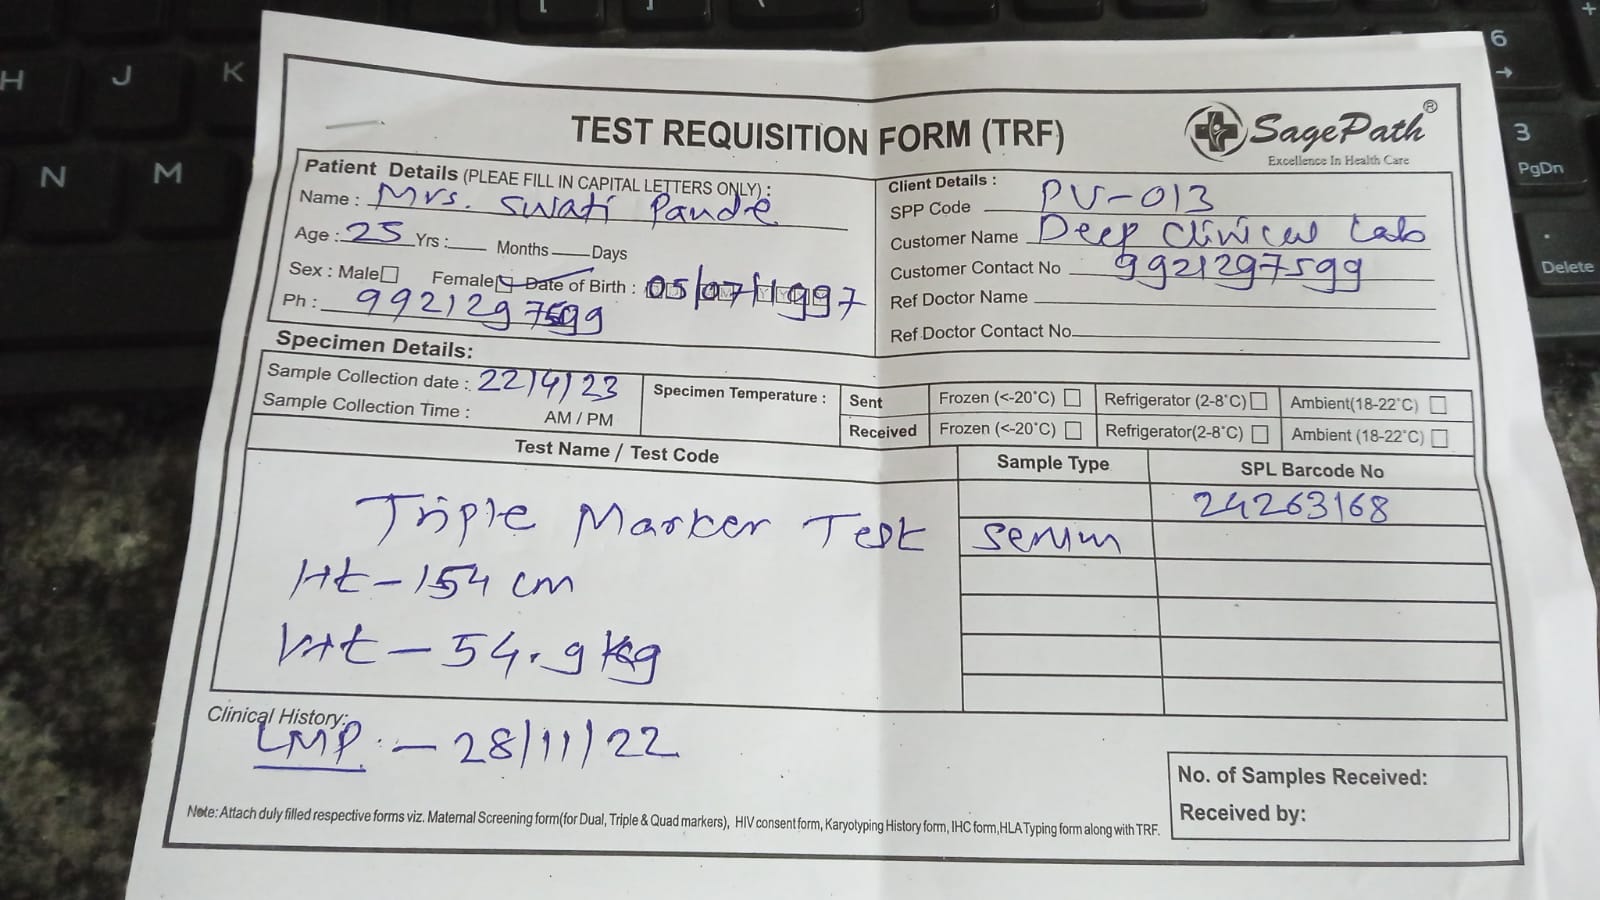 TEST REQUISITION FORM (TRF)
SagePath®
Excellence In Health Care
Patient Details (PLEAE FILL IN CAPITAL LETTERS ONLY) :
Name : Mrs. Swati Pande
Age : 25 Yrs : Months Days
Sex : Male Female Date of Birth : 05/07/1997
Ph : 9921297599
Client Details :
SPP Code PU-013
Customer Name Deep Clinical Lab
Customer Contact No 9921297599
Ref Doctor Name
Ref Doctor Contact No.
Specimen Details:
Sample Collection date : 22/4/23
Sample Collection Time : AM / PM
Specimen Temperature :
Sent Frozen (<-20°C) Refrigerator (2-8°C) Ambient(18-22°C)
Received Frozen (<-20°C) Refrigerator(2-8°C) Ambient (18-22°C)
Test Name / Test Code Sample Type SPL Barcode No
24263168
Triple Marker Test serum
Ht - 154 cm
Wt - 54.9 kg
Clinical History:
LMP : - 28/11/22
No. of Samples Received:
Received by:
Note: Attach duly filled respective forms viz. Maternal Screening form(for Dual, Triple & Quad markers), HIV consent form, Karyotyping History form, IHC form,HLA Typing form along with TRF.
H J K
N M
6
3
PgDn
.
Delete